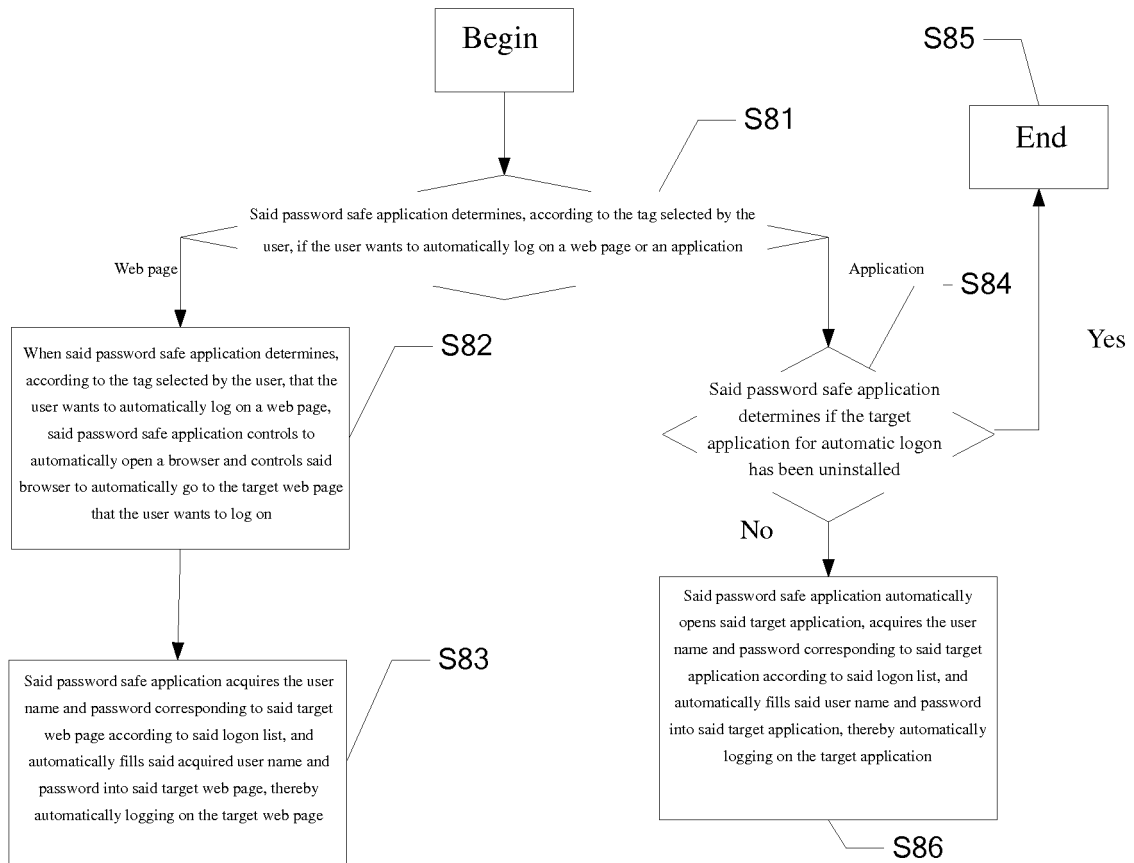 Begin
S85
End
S81
Said password safe application determines, according to the tag selected by the
user, if the user wants to automatically log on a web page or an application
Web page
Application
S84
S82
Yes
When said password safe application determines,
according to the tag selected by the user, that the
user wants to automatically log on a web page,
said password safe application controls to
automatically open a browser and controls said
browser to automatically go to the target web page
that the user wants to log on
Said password safe application
determines if the target
application for automatic logon
has been uninstalled
No
S83
Said password safe application acquires the user
name and password corresponding to said target
web page according to said logon list, and
automatically fills said acquired user name and
password into said target web page, thereby
automatically logging on the target web page
Said password safe application automatically
opens said target application, acquires the user
name and password corresponding to said target
application according to said logon list, and
automatically fills said user name and password
into said target application, thereby automatically
logging on the target application
S86